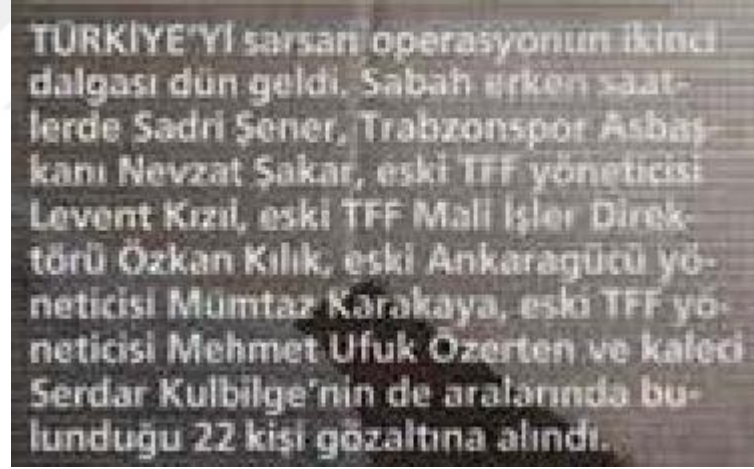 TÜRKİYE'Yİ sarsan operasyonun ikinci
dalgası dün geldi. Sabah erken saat-
lerde Sadri Şener, Trabzonspor Asbaş-
kanı Nevzat Şakar, eski TFF yöneticisi
Levent Kızıl, eski TFF Mali İşler Direk-
törü Özkan Kılık, eski Ankaragücü yö-
neticisi Mümtaz Karakaya, eski TFF yö-
neticisi Mehmet Ufuk Özerten ve kaleci
Serdar Kulbilge'nin de aralarında bu-
lunduğu 22 kişi gözaltına alındı.